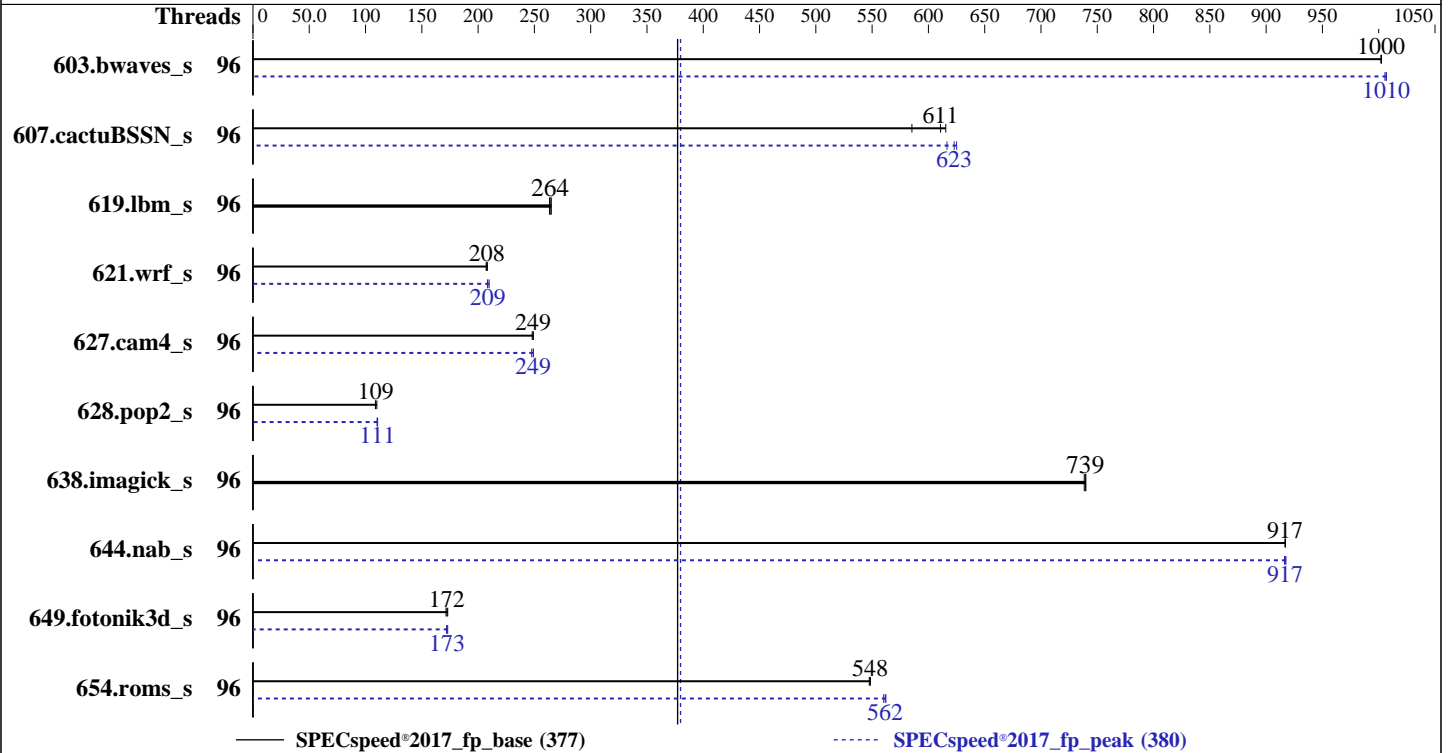 Threads 0 50.0 100 150 200 250 300 350 400 450 500 550 600 650 700 750 800 850 900 950 1050
1000
603.bwaves_s 96
1010
611
607.cactuBSSN_s 96
623
264
619.lbm_s 96
208
621.wrf_s 96
209
249
627.cam4_s 96
249
109
628.pop2_s 96
111
739
638.imagick_s 96
917
644.nab_s 96
917
172
649.fotonik3d_s 96
173
548
654.roms_s 96
562
SPECspeed®2017_fp_base (377) SPECspeed®2017_fp_peak (380)